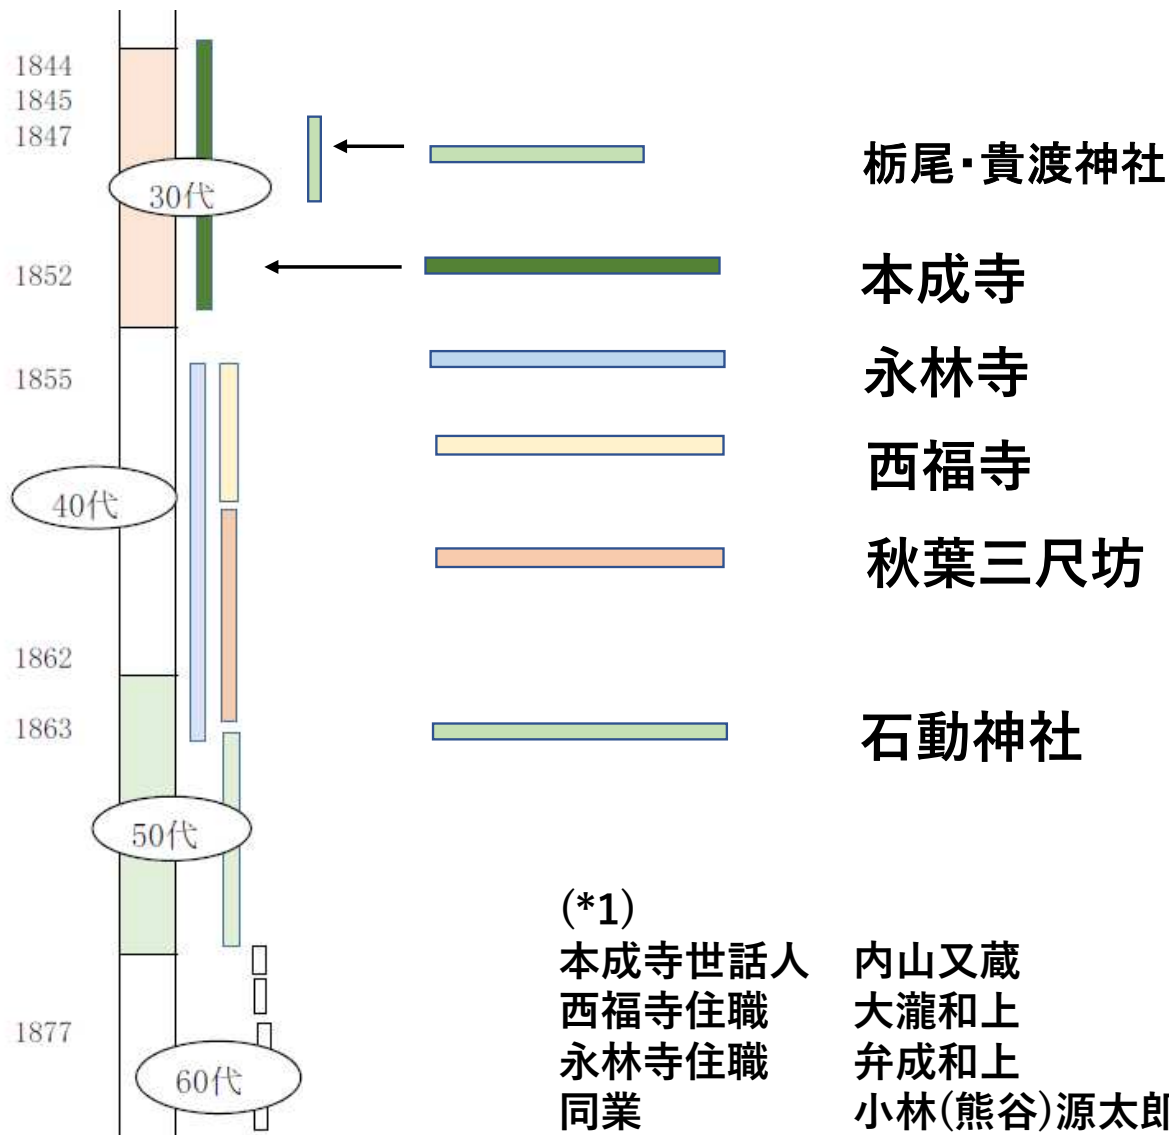 1844
1845
1847
栃尾・貴渡神社
30代
本成寺
1852
永林寺
1855
西福寺
40代
秋葉三尺坊
1862
石動神社
1863
50代
(*1)
本成寺世話人 内山又蔵
西福寺住職 大瀧和上
1877
永林寺住職 弁成和上
60代
同業 小林(熊谷)源太郎